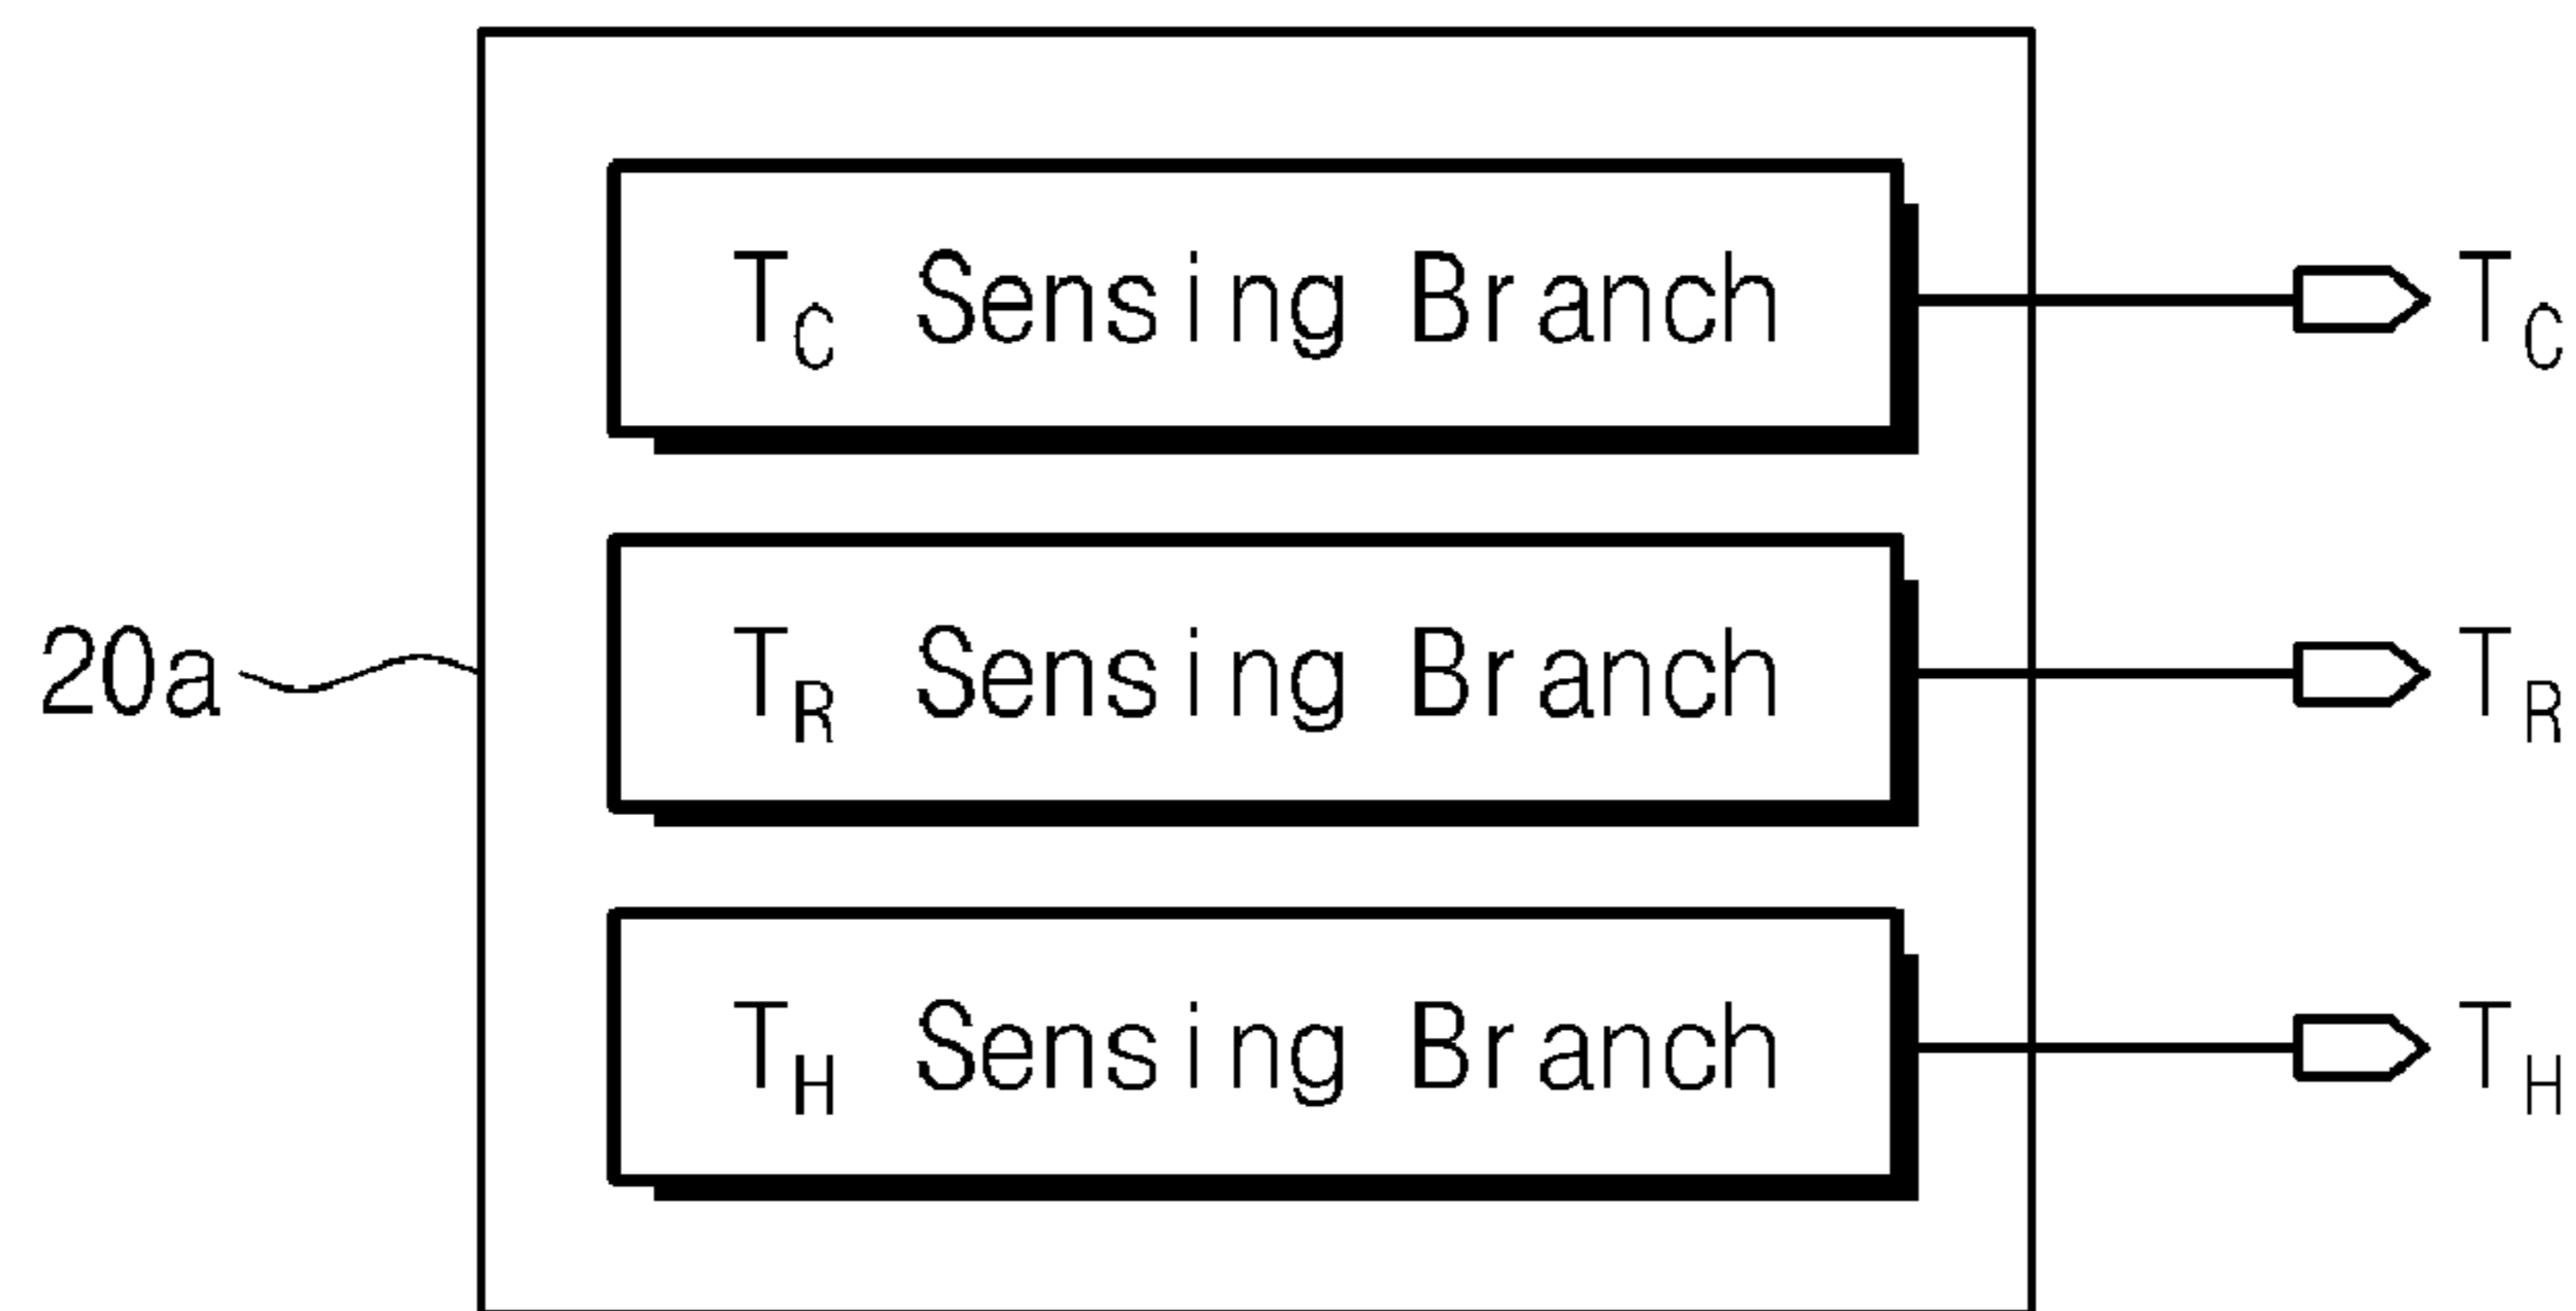 T_C Sensing Branch T_C
20a T_R Sensing Branch T_R
T_H Sensing Branch T_H